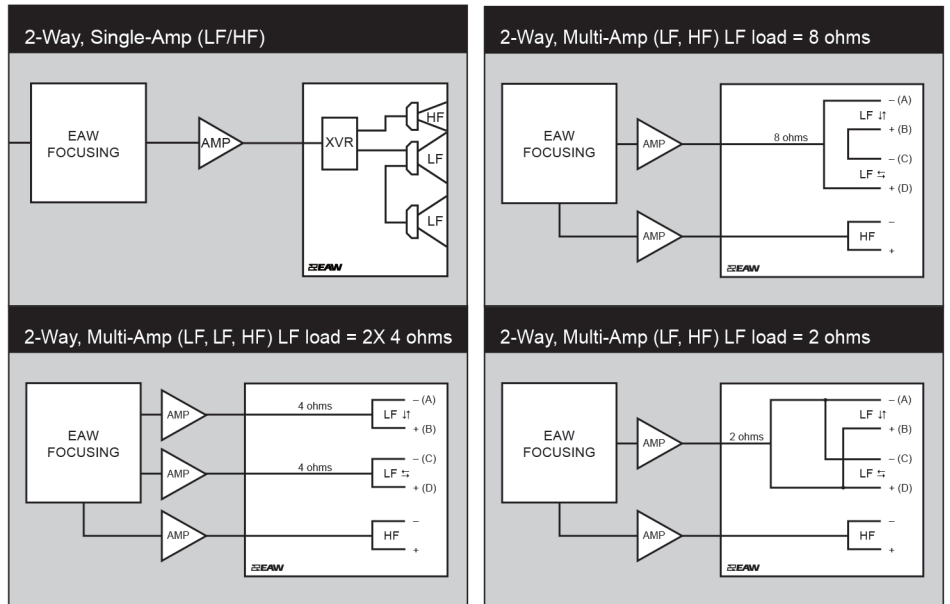 2-Way, Single-Amp (LF/HF)
EAW
FOCUSING
AMP
XVR
HF
LF
LF
EAW
2-Way, Multi-Amp (LF, HF) LF load = 8 ohms
EAW
FOCUSING
AMP
8 ohms
– (A)
LF ↓↑
+ (B)
– (C)
LF ⇆
+ (D)
AMP
–
HF
+
EAW
2-Way, Multi-Amp (LF, LF, HF) LF load = 2X 4 ohms
EAW
FOCUSING
AMP
4 ohms
– (A)
LF ↓↑
+ (B)
AMP
4 ohms
– (C)
LF ⇆
+ (D)
AMP
–
HF
+
EAW
2-Way, Multi-Amp (LF, HF) LF load = 2 ohms
EAW
FOCUSING
AMP
2 ohms
– (A)
LF ↓↑
+ (B)
– (C)
LF ⇆
+ (D)
AMP
–
HF
+
EAW